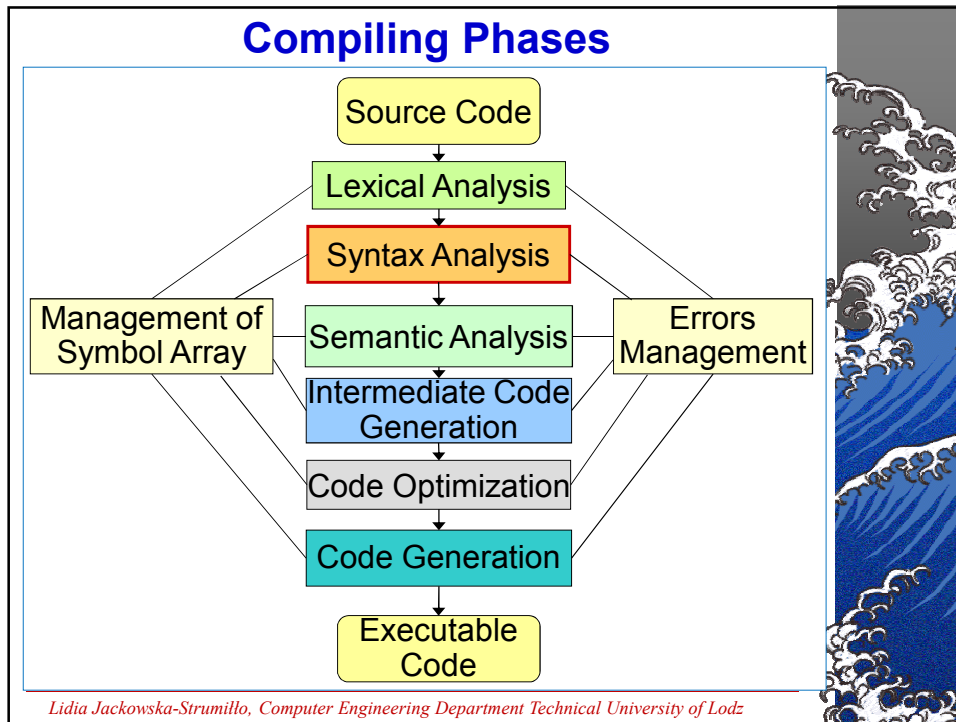 Compiling Phases
Source Code
Lexical Analysis
Syntax Analysis
Management of
Symbol Array
Semantic Analysis
Errors
Management
Intermediate Code
Generation
Code Optimization
Code Generation
Executable
Code
Lidia Jackowska-Strumiłło, Computer Engineering Department Technical University of Lodz